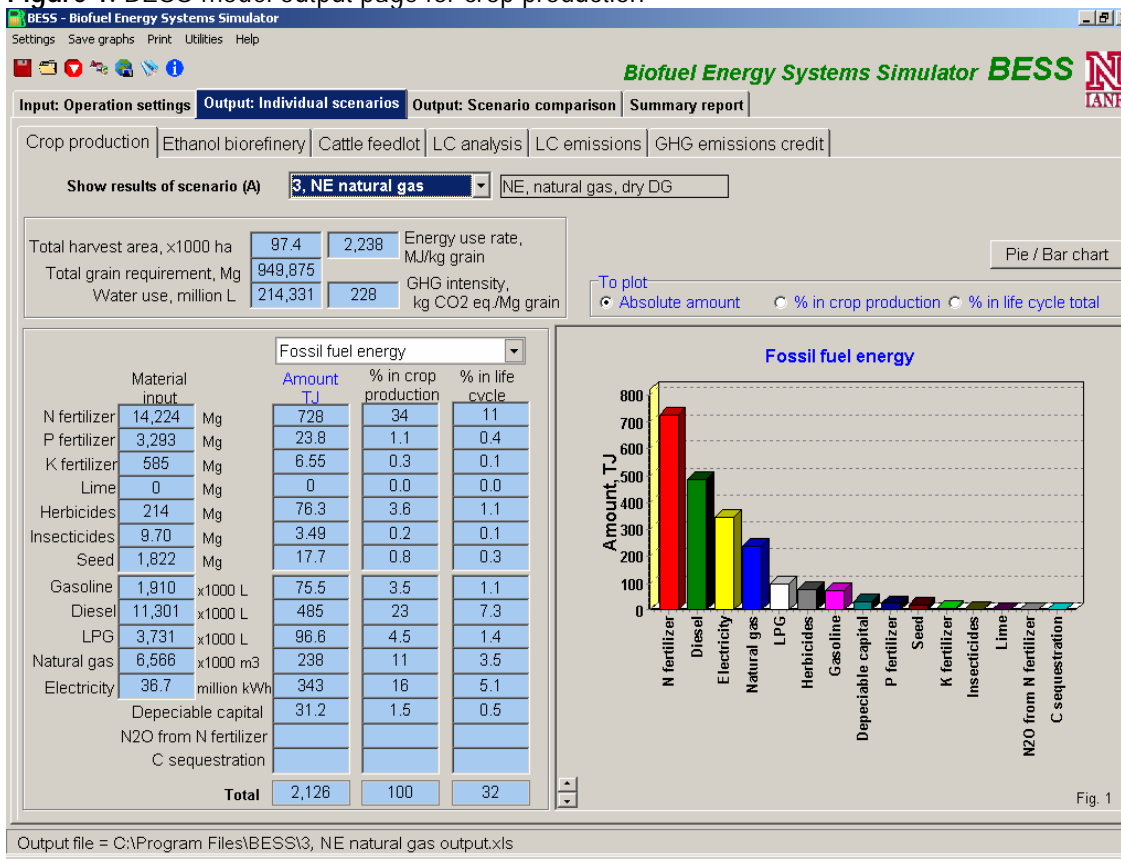 Figure 1. BESS model output page for crop production
BESS - Biofuel Energy Systems Simulator
Settings Save graphs Print Utilities Help
Biofuel Energy Systems Simulator BESS
N
IANR
Input: Operation settings Output: Individual scenarios Output: Scenario comparison Summary report
Crop production Ethanol biorefinery Cattle feedlot LC analysis LC emissions GHG emissions credit
Show results of scenario (A) 3, NE natural gas NE, natural gas, dry DG
Total harvest area, x1000 ha 97.4 2,238 Energy use rate, MJ/kg grain
Total grain requirement, Mg 949,875
Water use, million L 214,331 228 GHG intensity, kg CO2 eq./Mg grain
Pie / Bar chart
To plot
Absolute amount % in crop production % in life cycle total
Fossil fuel energy
Material input Amount TJ % in crop production % in life cycle
N fertilizer 14,224 Mg 728 34 11
P fertilizer 3,293 Mg 23.8 1.1 0.4
K fertilizer 585 Mg 6.55 0.3 0.1
Lime 0 Mg 0 0.0 0.0
Herbicides 214 Mg 76.3 3.6 1.1
Insecticides 9.70 Mg 3.49 0.2 0.1
Seed 1,822 Mg 17.7 0.8 0.3
Gasoline 1,910 x1000 L 75.5 3.5 1.1
Diesel 11,301 x1000 L 485 23 7.3
LPG 3,731 x1000 L 96.6 4.5 1.4
Natural gas 6,566 x1000 m3 238 11 3.5
Electricity 36.7 million kWh 343 16 5.1
Depeciable capital 31.2 1.5 0.5
N2O from N fertilizer
C sequestration
Total 2,126 100 32
Fossil fuel energy
Amount, TJ
800
700
600
500
400
300
200
100
0
N fertilizer
Diesel
Electricity
Natural gas
LPG
Herbicides
Gasoline
Depeciable capital
P fertilizer
Seed
K fertilizer
Insecticides
Lime
N2O from N fertilizer
C sequestration
Fig. 1
Output file = C:\Program Files\BESS\3, NE natural gas output.xls